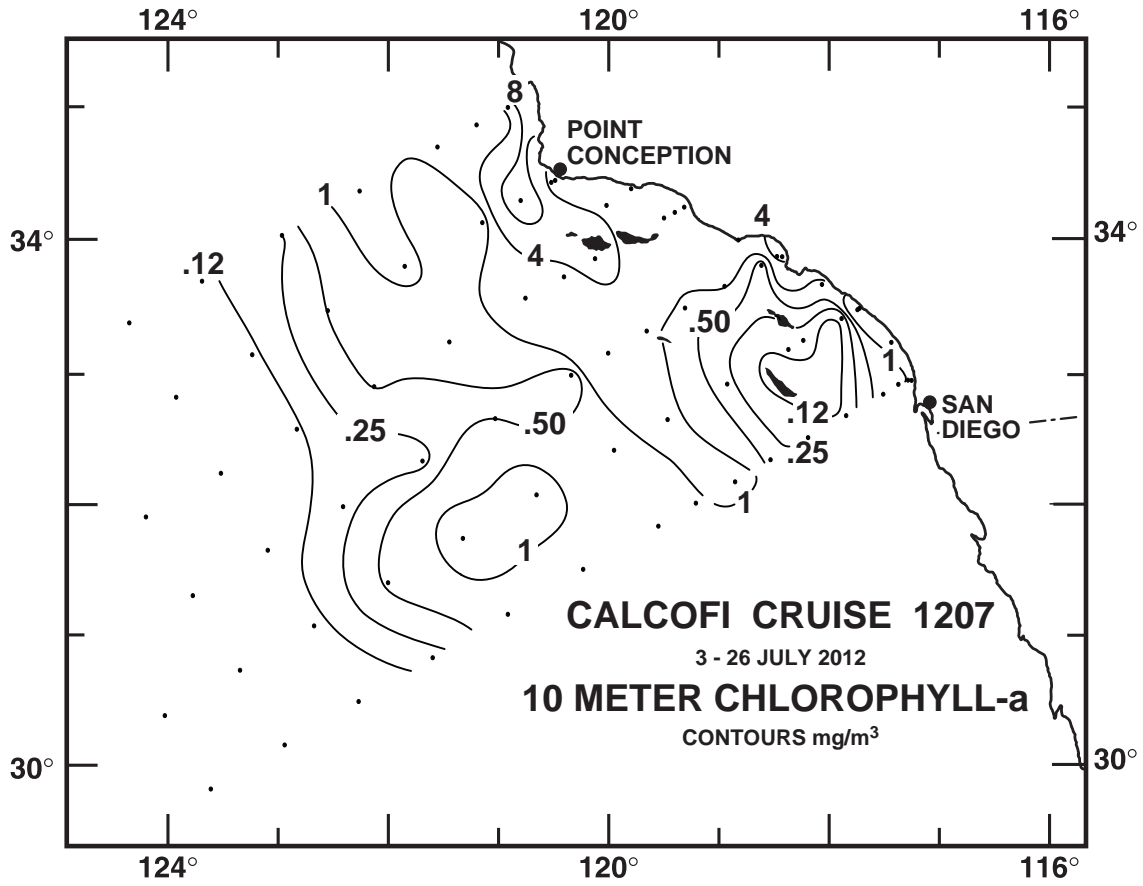 124° 120° 116°
8
POINT
CONCEPTION
1
4
34° 34°
4
.12
.50
1
.12
SAN
DIEGO
.25 .50
.25
1
1
CALCOFI CRUISE 1207
3 - 26 JULY 2012
10 METER CHLOROPHYLL-a
CONTOURS mg/m³
30° 30°
124° 120° 116°